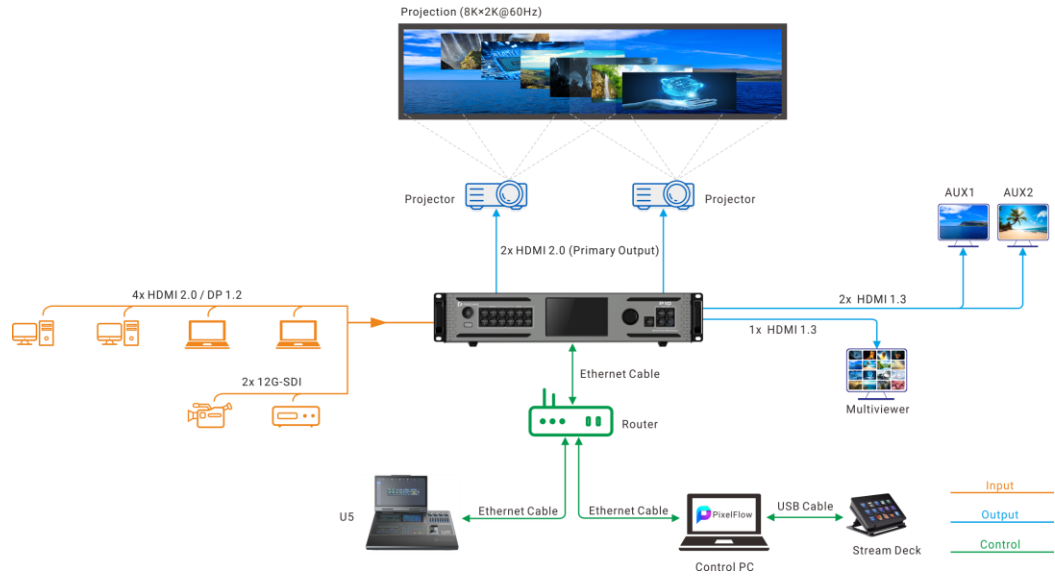 Projection (8K×2K@60Hz)
Projector
Projector
AUX1
AUX2
2x HDMI 2.0 (Primary Output)
4x HDMI 2.0 / DP 1.2
2x HDMI 1.3
1x HDMI 1.3
P10
Ethernet Cable
2x 12G-SDI
Multiviewer
Router
U5
Ethernet Cable
Ethernet Cable
PixelFlow
USB Cable
Input
Output
Control
Stream Deck
Control PC